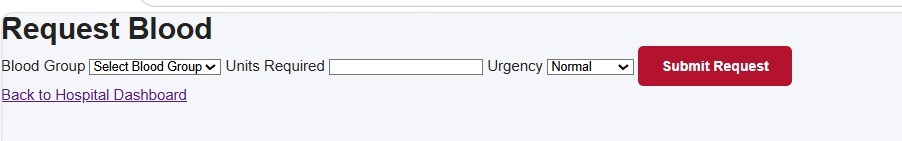 Request Blood
Blood Group Select Blood Group Units Required Urgency Normal Submit Request
Back to Hospital Dashboard